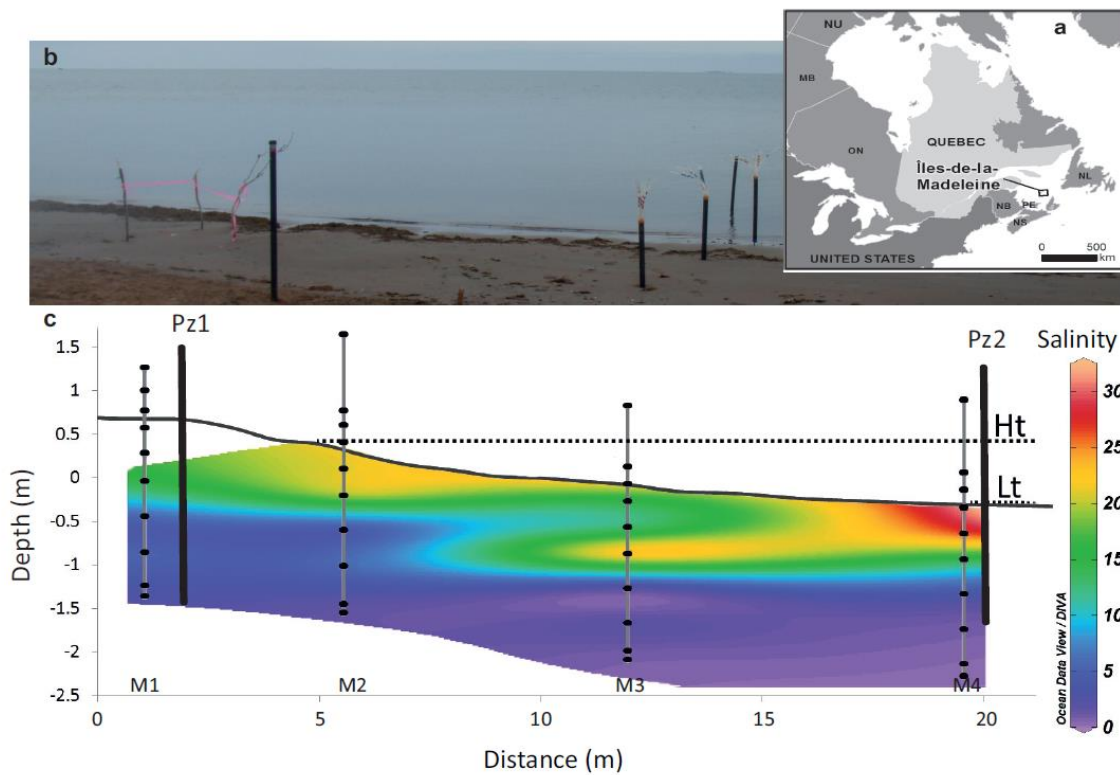 b
a
NU
MB
ON
QUEBEC
Îles-de-la-
Madeleine
NL
NB
PE
NS
UNITED STATES
0 500
km
c
Pz1
Pz2
Salinity
1.5
1
0.5
0
-0.5
-1
-1.5
-2
-2.5
Depth (m)
Ht
Lt
30
25
20
15
10
5
0
Ocean Data View / DIVA
M1
M2
M3
M4
0 5 10 15 20
Distance (m)